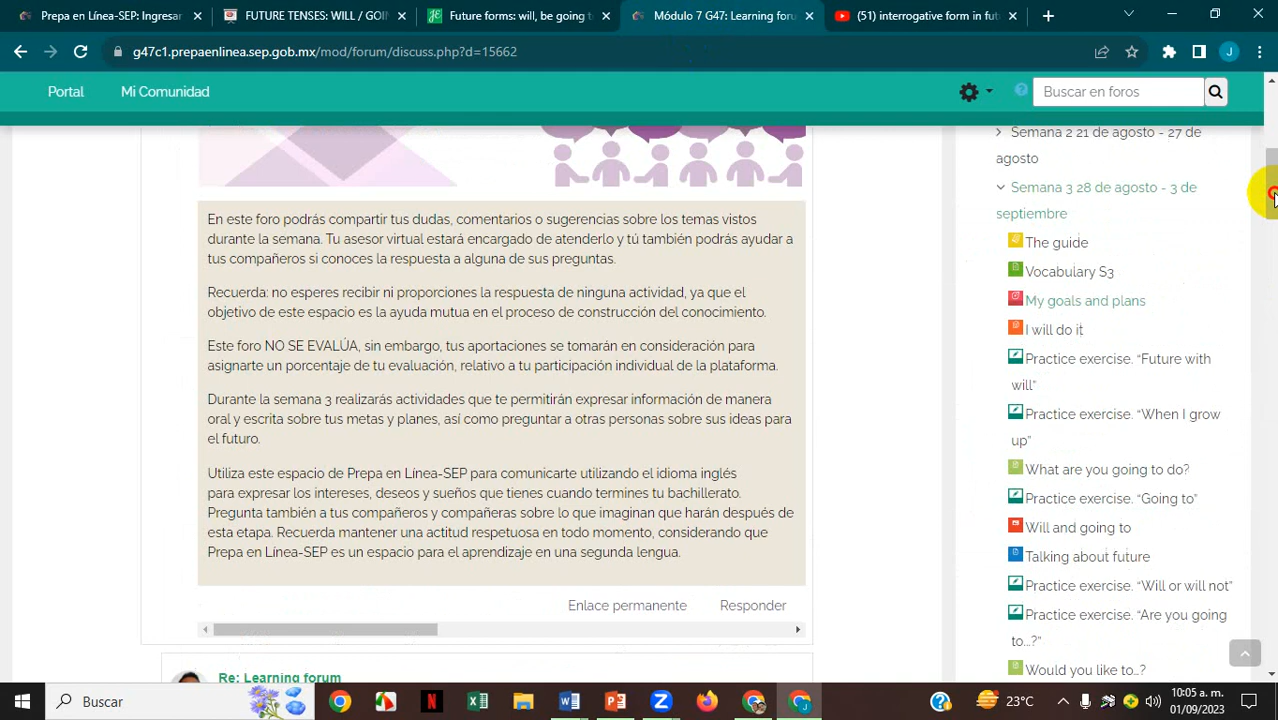 Prepa en Línea-SEP: Ingresar
FUTURE TENSES: WILL / GOIN
Future forms: will, be going to
Módulo 7 G47: Learning foru
(51) interrogative form in futu
g47c1.prepaenlinea.sep.gob.mx/mod/forum/discuss.php?d=15662
J
Portal
Mi Comunidad
Buscar en foros
En este foro podrás compartir tus dudas, comentarios o sugerencias sobre los temas vistos
durante la semana. Tu asesor virtual estará encargado de atenderlo y tú también podrás ayudar a
tus compañeros si conoces la respuesta a alguna de sus preguntas.
Recuerda: no esperes recibir ni proporciones la respuesta de ninguna actividad, ya que el
objetivo de este espacio es la ayuda mutua en el proceso de construcción del conocimiento.
Este foro NO SE EVALÚA, sin embargo, tus aportaciones se tomarán en consideración para
asignarte un porcentaje de tu evaluación, relativo a tu participación individual de la plataforma.
Durante la semana 3 realizarás actividades que te permitirán expresar información de manera
oral y escrita sobre tus metas y planes, así como preguntar a otras personas sobre sus ideas para
el futuro.
Utiliza este espacio de Prepa en Línea-SEP para comunicarte utilizando el idioma inglés
para expresar los intereses, deseos y sueños que tienes cuando termines tu bachillerato.
Pregunta también a tus compañeros y compañeras sobre lo que imaginan que harán después de
esta etapa. Recuerda mantener una actitud respetuosa en todo momento, considerando que
Prepa en Línea-SEP es un espacio para el aprendizaje en una segunda lengua.
Enlace permanente
Responder
Re: Learning forum
Semana 2 21 de agosto - 27 de
agosto
Semana 3 28 de agosto - 3 de
septiembre
The guide
Vocabulary S3
My goals and plans
I will do it
Practice exercise. “Future with
will”
Practice exercise. “When I grow
up”
What are you going to do?
Practice exercise. “Going to”
Will and going to
Talking about future
Practice exercise. “Will or will not”
Practice exercise. “Are you going
to...?”
Would you like to…?
Buscar
23°C
10:05 a. m.
01/09/2023